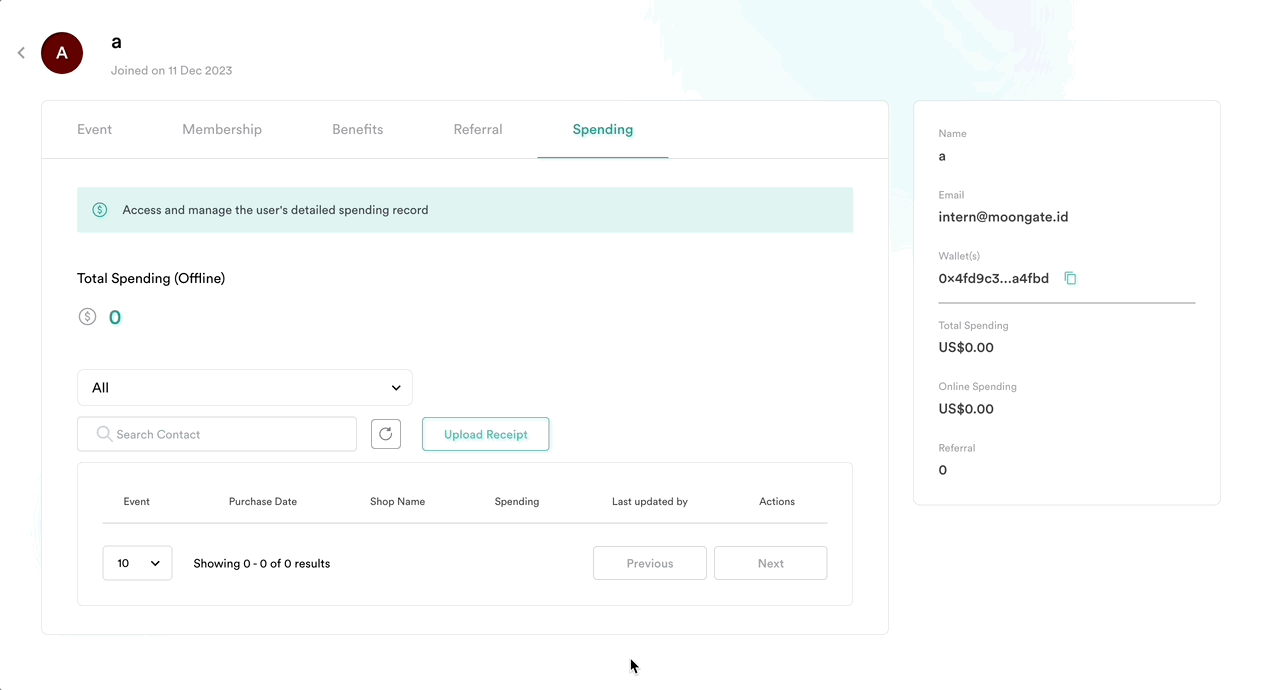 A
a
Joined on 11 Dec 2023
Event Membership Benefits Referral Spending
Access and manage the user's detailed spending record
Total Spending (Offline)
0
All
Search Contact
Upload Receipt
Event Purchase Date Shop Name Spending Last updated by Actions
10
Showing 0 - 0 of 0 results
Previous
Next
Name
a
Email
intern@moongate.id
Wallet(s)
0x4fd9c3...a4fbd
Total Spending
US$0.00
Online Spending
US$0.00
Referral
0